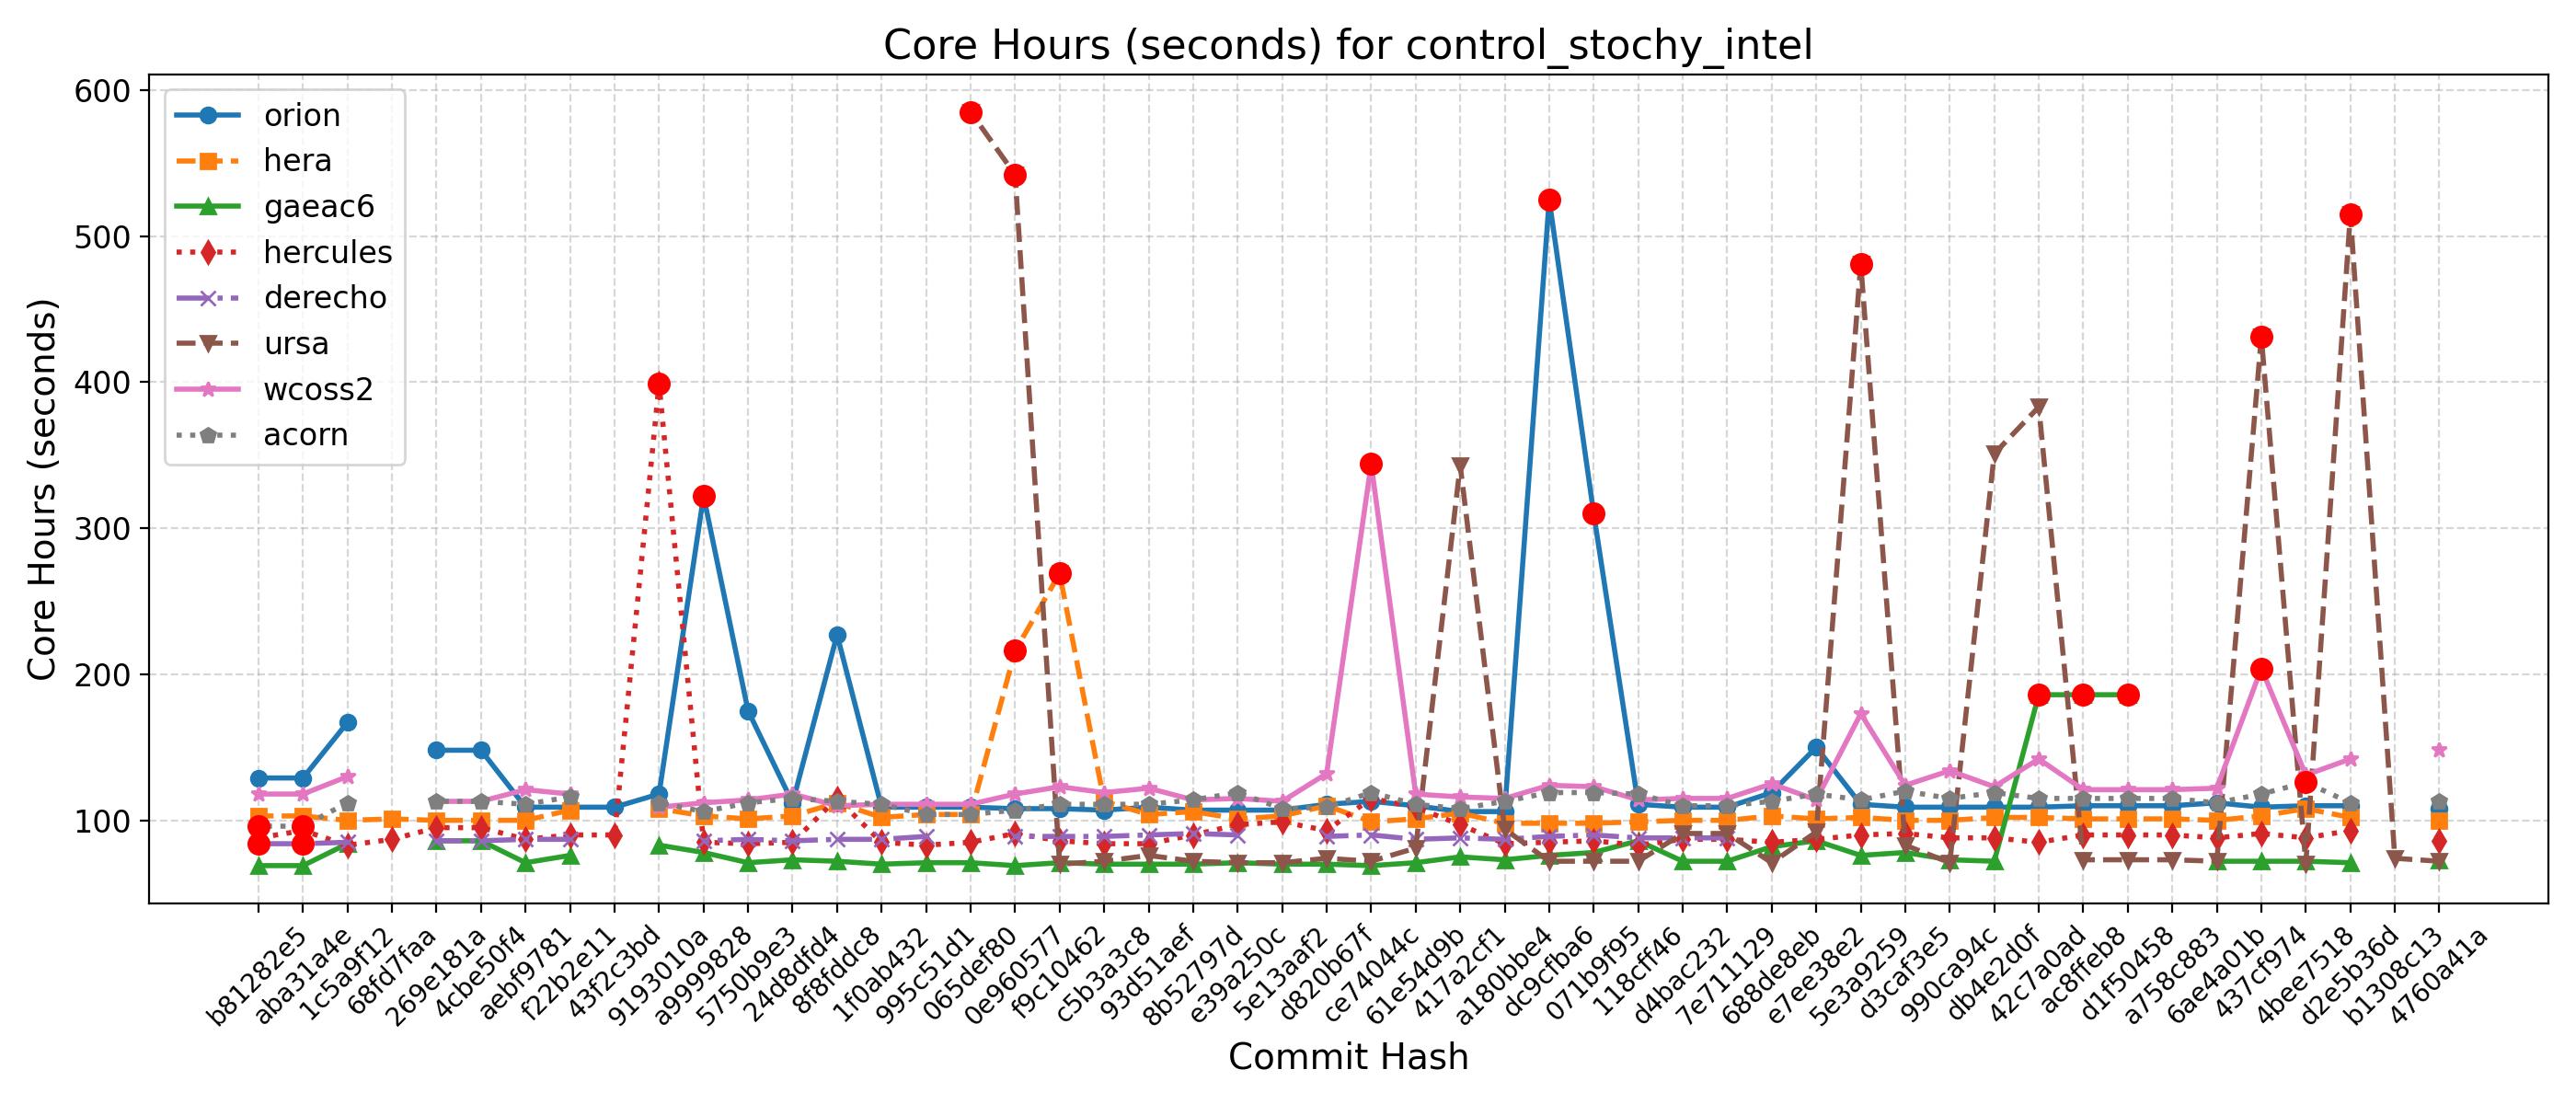 Core Hours (seconds) for control_stochy_intel
600
500
400
300
200
100
Core Hours (seconds)
orion
hera
gaeac6
hercules
derecho
ursa
wcoss2
acorn
b81282e5
aba31a4e
1c5a9f12
68fd7faa
269e181a
4cbe50f4
aebf9781
f22b2e11
43f2c3bd
9193010a
a9999828
5750b9e3
24d8dfd4
8f8fddc8
1f0ab432
995c51d1
065def80
0e960577
f9c10462
c5b3a3c8
93d51aef
8b52797d
e39a250c
5e13aaf2
d820b67f
ce74044c
61e54d9b
417a2cf1
a180bbe4
dc9cfba6
071b9f95
118cff46
d4bac232
7e711129
688de8eb
e7ee38e2
5e3a9259
d3caf3e5
990ca94c
db4e2d0f
42c7a0ad
ac8ffeb8
d1f50458
a758c883
6ae4a01b
437cf974
4bee7518
d2e5b36d
b1308c13
4760a41a
Commit Hash